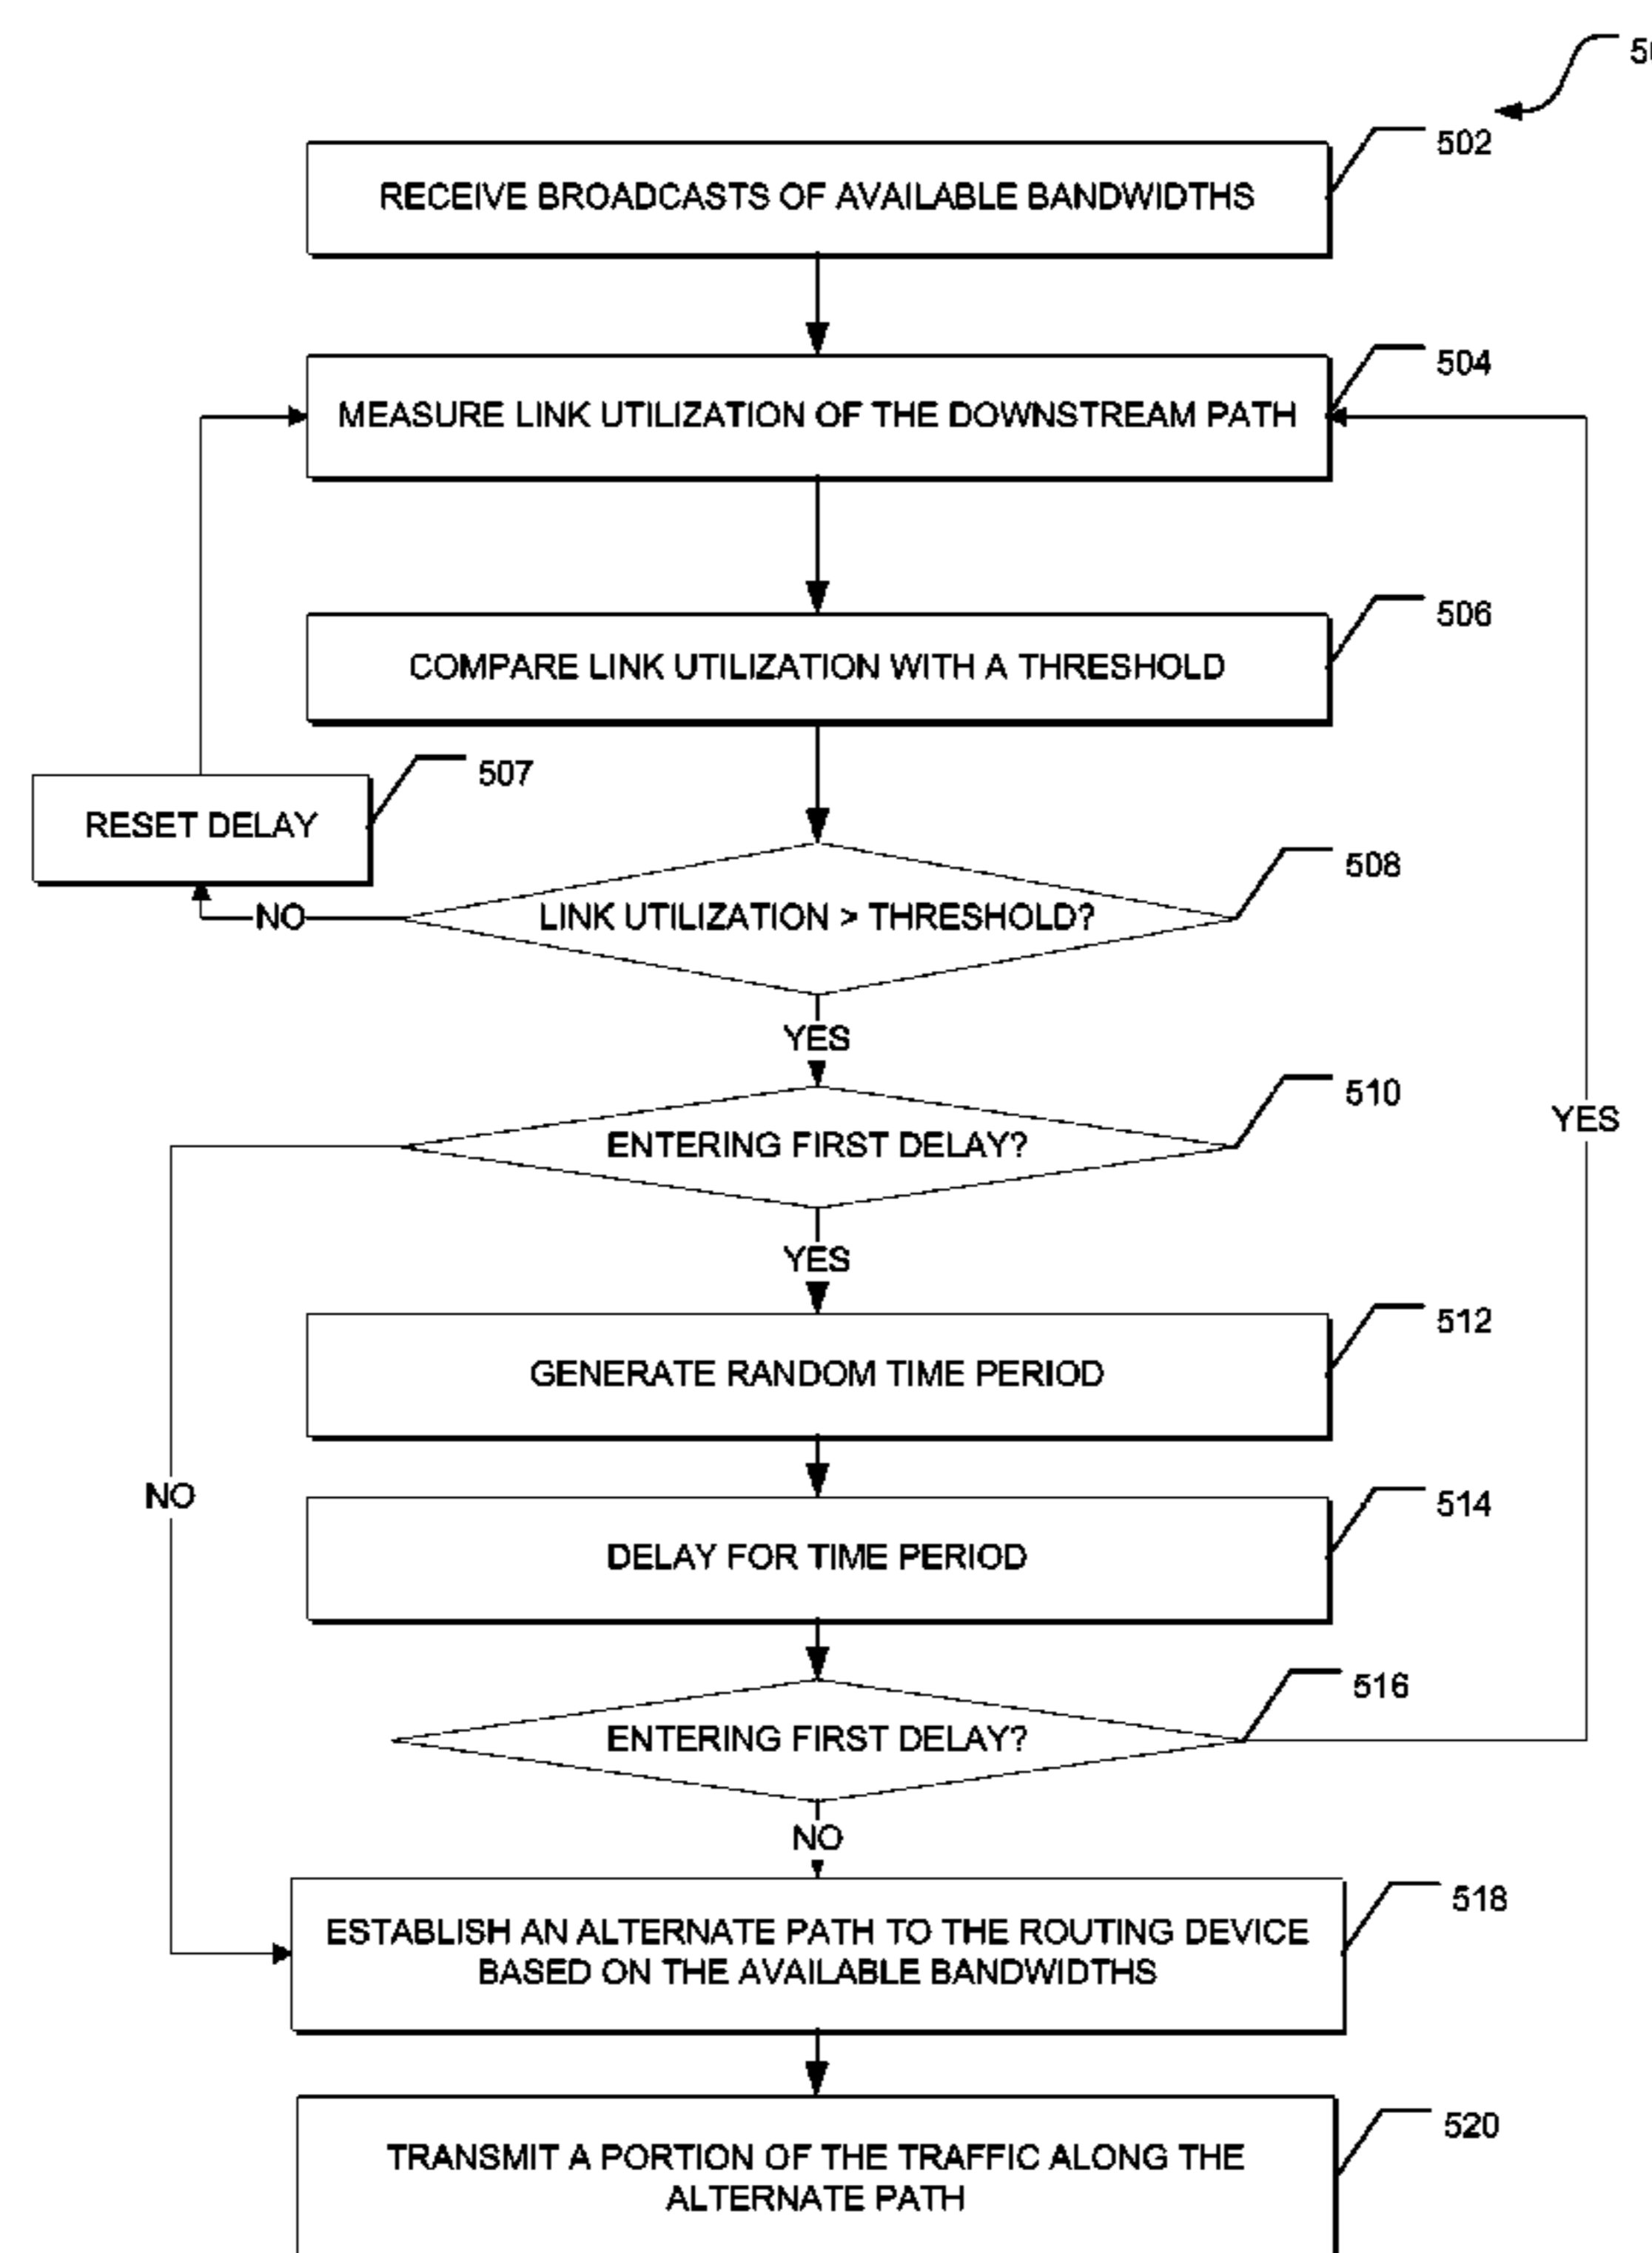 502
RECEIVE BROADCASTS OF AVAILABLE BANDWIDTHS
504
MEASURE LINK UTILIZATION OF THE DOWNSTREAM PATH
506
COMPARE LINK UTILIZATION WITH A THRESHOLD
507
RESET DELAY
508
LINK UTILIZATION > THRESHOLD?
NO
YES
510
ENTERING FIRST DELAY?
YES
YES
512
GENERATE RANDOM TIME PERIOD
NO
514
DELAY FOR TIME PERIOD
516
ENTERING FIRST DELAY?
NO
518
ESTABLISH AN ALTERNATE PATH TO THE ROUTING DEVICE
BASED ON THE AVAILABLE BANDWIDTHS
520
TRANSMIT A PORTION OF THE TRAFFIC ALONG THE
ALTERNATE PATH